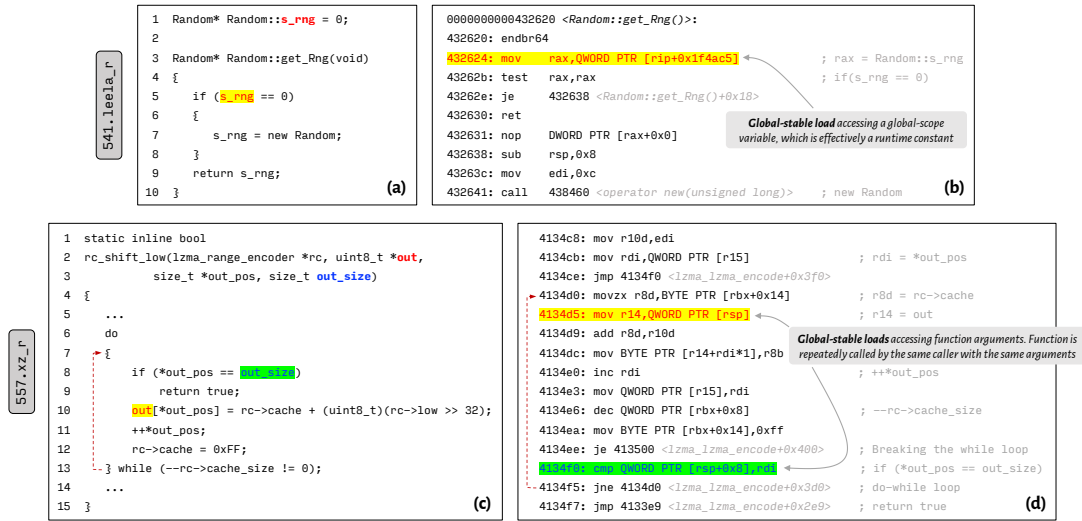 541.leela_r
1 Random* Random::s_rng = 0;
2
3 Random* Random::get_Rng(void)
4 {
5 if (s_rng == 0)
6 {
7 s_rng = new Random;
8 }
9 return s_rng;
10 }
(a)
0000000000432620 <Random::get_Rng()>:
432620: endbr64
432624: mov rax,QWORD PTR [rip+0x1f4ac5] ; rax = Random::s_rng
43262b: test rax,rax ; if(s_rng == 0)
43262e: je 432638 <Random::get_Rng()+0x18>
432630: ret
432631: nop DWORD PTR [rax+0x0]
432638: sub rsp,0x8
43263c: mov edi,0xc
432641: call 438460 <operator new(unsigned long)> ; new Random
Global-stable load accessing a global-scope
variable, which is effectively a runtime constant
(b)
557.xz_r
1 static inline bool
2 rc_shift_low(lzma_range_encoder *rc, uint8_t *out,
3 size_t *out_pos, size_t out_size)
4 {
5 ...
6 do
7 {
8 if (*out_pos == out_size)
9 return true;
10 out[*out_pos] = rc->cache + (uint8_t)(rc->low >> 32);
11 ++*out_pos;
12 rc->cache = 0xFF;
13 } while (--rc->cache_size != 0);
14 ...
15 }
(c)
4134c8: mov r10d,edi
4134cb: mov rdi,QWORD PTR [r15] ; rdi = *out_pos
4134ce: jmp 4134f0 <lzma_lzma_encode+0x3f0>
4134d0: movzx r8d,BYTE PTR [rbx+0x14] ; r8d = rc->cache
4134d5: mov r14,QWORD PTR [rsp] ; r14 = out
4134d9: add r8d,r10d
4134dc: mov BYTE PTR [r14+rdi*1],r8b
4134e0: inc rdi ; ++*out_pos
4134e3: mov QWORD PTR [r15],rdi
4134e6: dec QWORD PTR [rbx+0x8] ; --rc->cache_size
4134ea: mov BYTE PTR [rbx+0x14],0xff
4134ee: je 413500 <lzma_lzma_encode+0x400> ; Breaking the while loop
4134f0: cmp QWORD PTR [rsp+0x8],rdi ; if (*out_pos == out_size)
4134f5: jne 4134d0 <lzma_lzma_encode+0x3d0> ; do-while loop
4134f7: jmp 4133e9 <lzma_lzma_encode+0x2e9> ; return true
Global-stable loads accessing function arguments. Function is
repeatedly called by the same caller with the same arguments
(d)